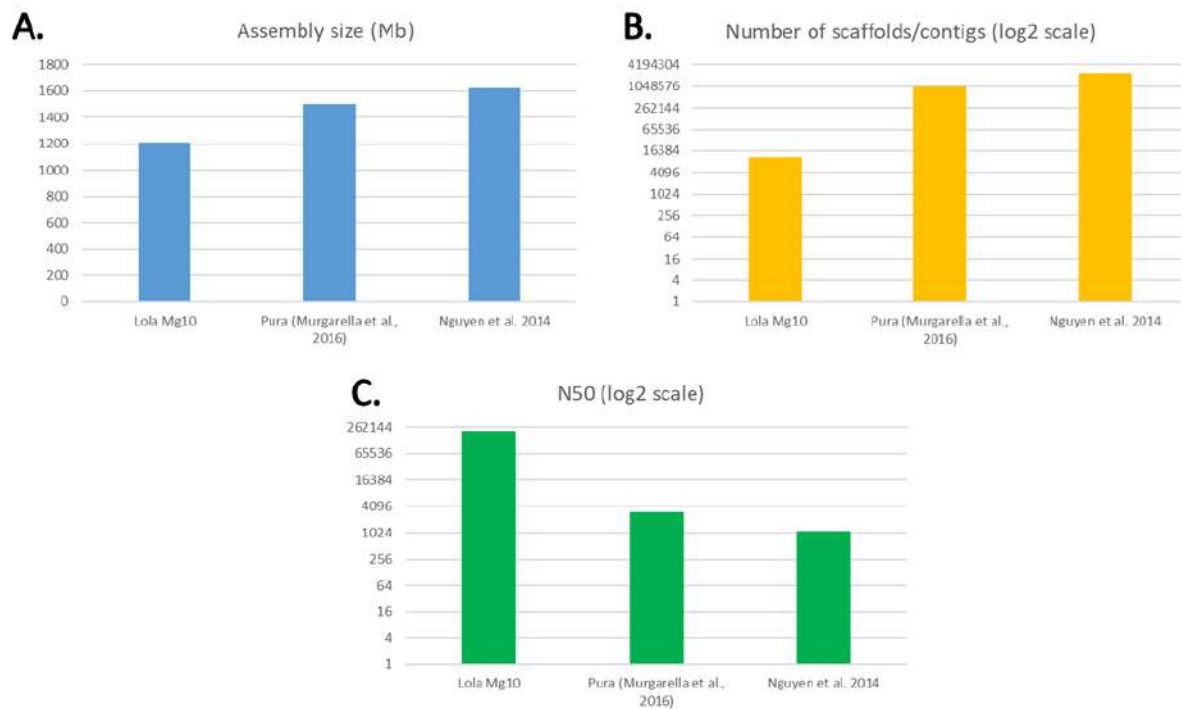 A.
Assembly size (Mb)
1800
1600
1400
1200
1000
800
600
400
200
0
Lola Mg10
Pura (Murgarella et al.,
2016)
Nguyen et al. 2014
B.
Number of scaffolds/contigs (log2 scale)
4194304
1048576
262144
65536
16384
4096
1024
256
64
16
4
1
Lola Mg10
Pura (Murgarella et al.,
2016)
Nguyen et al. 2014
C.
N50 (log2 scale)
262144
65536
16384
4096
1024
256
64
16
4
1
Lola Mg10
Pura (Murgarella et al.,
2016)
Nguyen et al. 2014